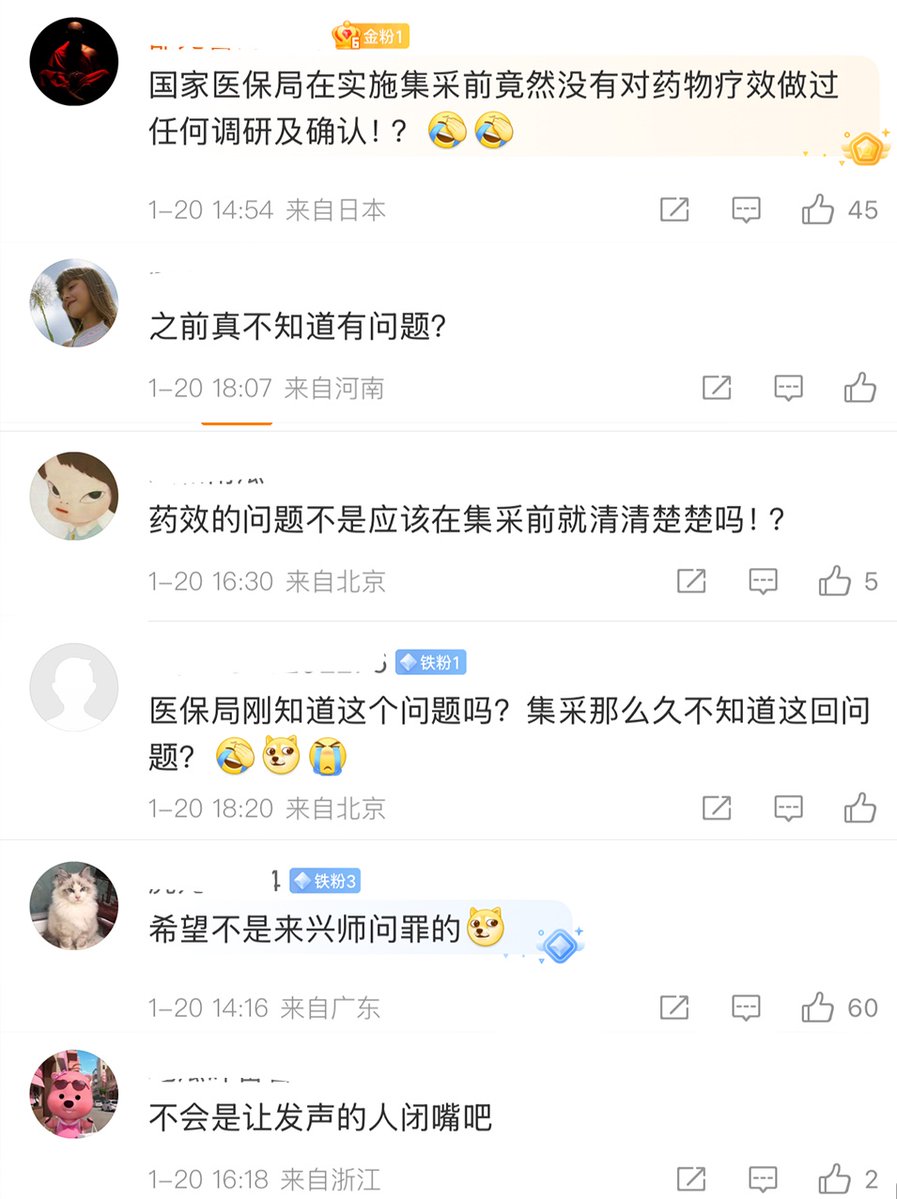 金粉1
国家医保局在实施集采前竟然没有对药物疗效做过
任何调研及确认！？
1-20 14:54 来自日本
45
之前真不知道有问题？
1-20 18:07 来自河南
药效的问题不是应该在集采前就清清楚楚吗！？
1-20 16:30 来自北京
5
铁粉1
医保局刚知道这个问题吗？集采那么久不知道这回问
题？
1-20 18:20 来自北京
1 铁粉3
希望不是来兴师问罪的
1-20 14:16 来自广东
60
不会是让发声的人闭嘴吧
1-20 16:18 来自浙江
2